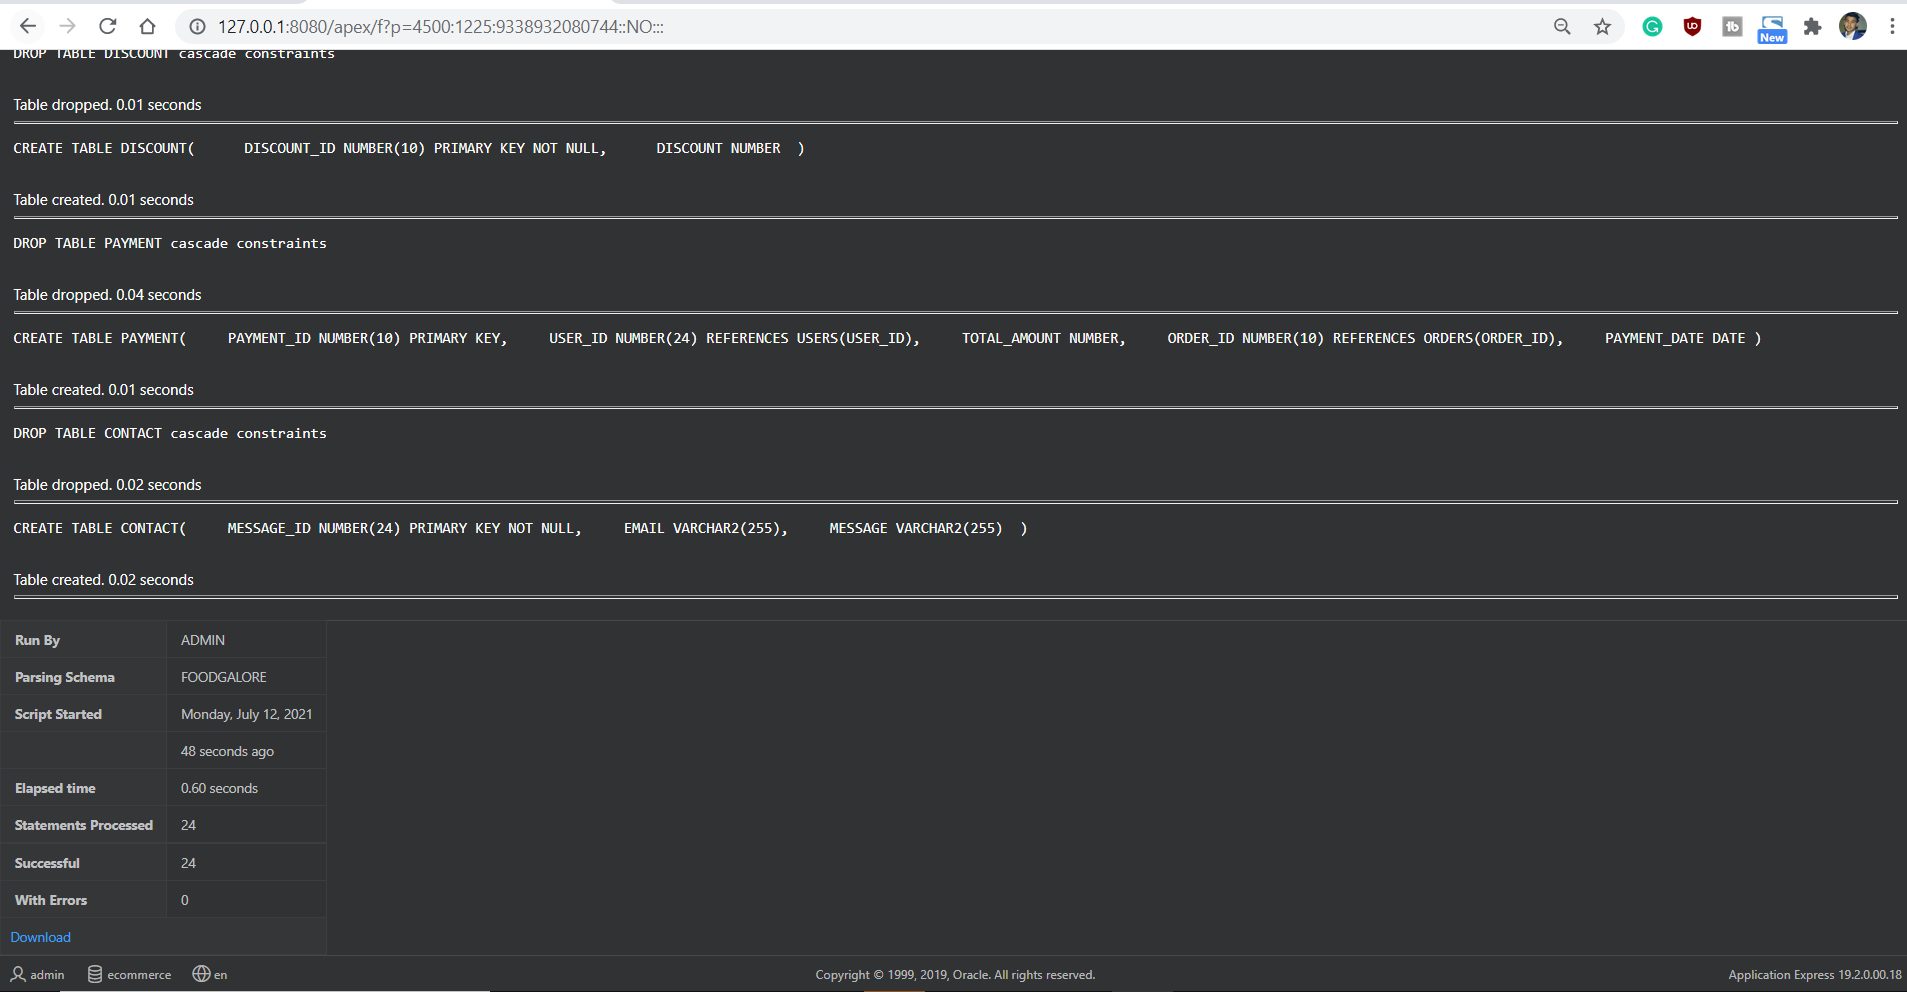 127.0.0.1:8080/apex/f?p=4500:1225:9338932080744::NO:::
New
DROP TABLE DISCOUNT cascade constraints
Table dropped. 0.01 seconds
CREATE TABLE DISCOUNT( DISCOUNT_ID NUMBER(10) PRIMARY KEY NOT NULL, DISCOUNT NUMBER )
Table created. 0.01 seconds
DROP TABLE PAYMENT cascade constraints
Table dropped. 0.04 seconds
CREATE TABLE PAYMENT( PAYMENT_ID NUMBER(10) PRIMARY KEY, USER_ID NUMBER(24) REFERENCES USERS(USER_ID), TOTAL_AMOUNT NUMBER, ORDER_ID NUMBER(10) REFERENCES ORDERS(ORDER_ID), PAYMENT_DATE DATE )
Table created. 0.01 seconds
DROP TABLE CONTACT cascade constraints
Table dropped. 0.02 seconds
CREATE TABLE CONTACT( MESSAGE_ID NUMBER(24) PRIMARY KEY NOT NULL, EMAIL VARCHAR2(255), MESSAGE VARCHAR2(255) )
Table created. 0.02 seconds
Run By ADMIN
Parsing Schema FOODGALORE
Script Started Monday, July 12, 2021
48 seconds ago
Elapsed time 0.60 seconds
Statements Processed 24
Successful 24
With Errors 0
Download
admin ecommerce en Copyright © 1999, 2019, Oracle. All rights reserved. Application Express 19.2.0.00.18